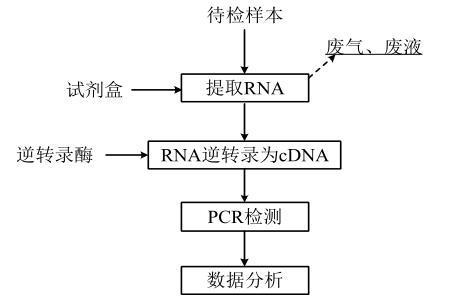 待检样本
废气、废液
试剂盒
提取RNA
逆转录酶
RNA逆转录为cDNA
PCR检测
数据分析